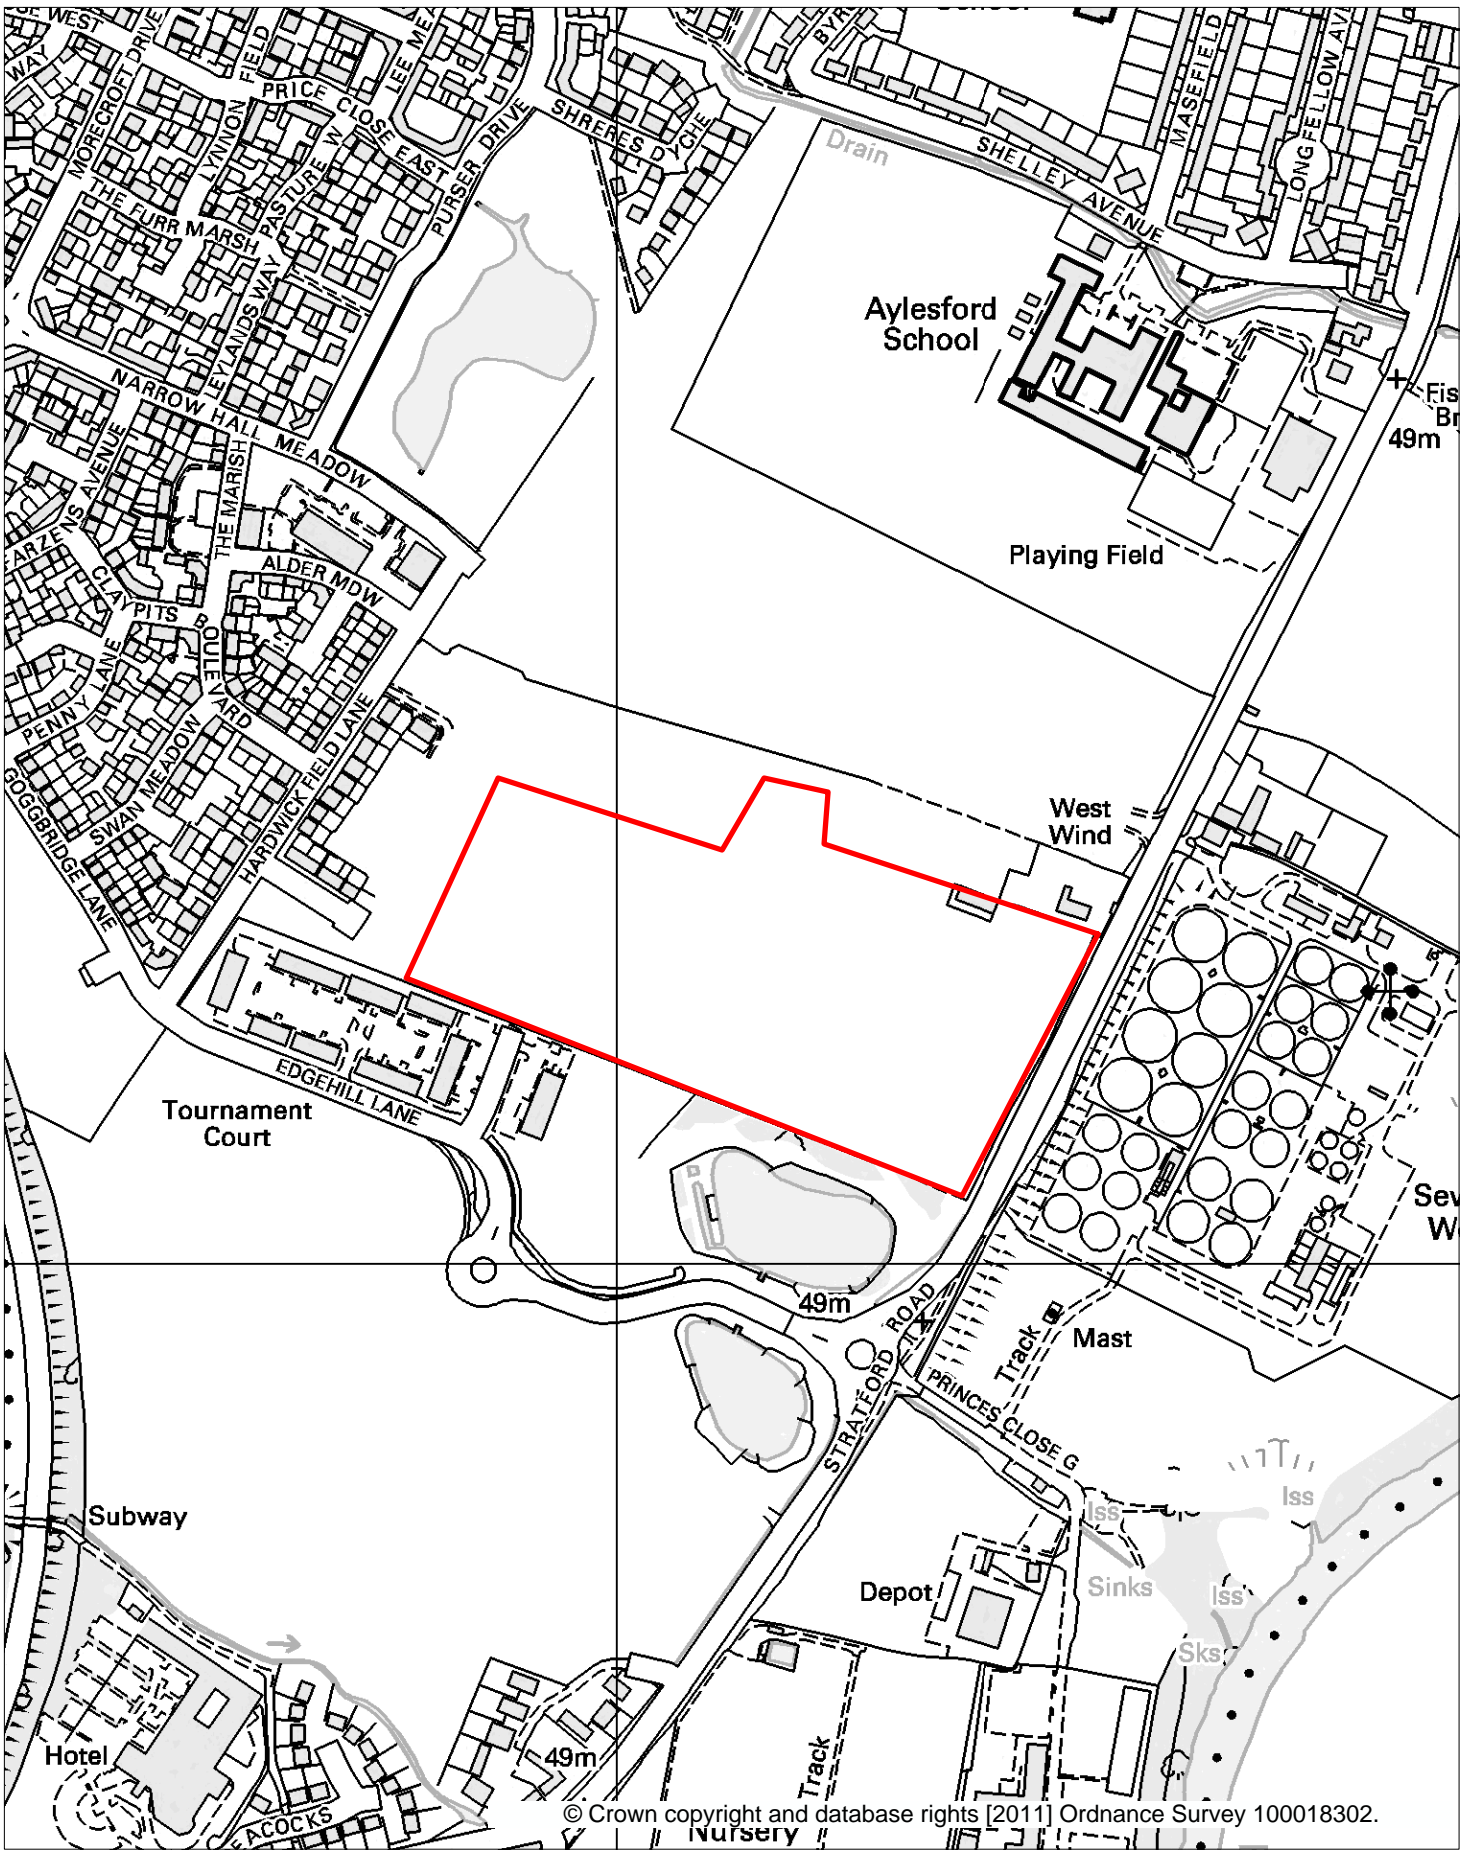 WEST
WAY
MORECROFT DRIVE
LYNNON FIELD
LEE
PRICE CLOSE EAST
PASTURE
PURSER DRIVE
SHRERES DYCHE
THE FURR MARSH
EYLANDS WAY
NARROW HALL MEADOW
AVENUE
THE MARISH
ALDER MDW
CLAYPITS BOULEVARD
PENNY LANE
SWAN MEADOW
HARDWICK FIELD LANE
GOGGBRIDGE LANE
Drain
SHELLEY AVENUE
MASEFIELD
LONGFELLOW
Aylesford
School
Playing Field
49m
West
Wind
EDGEHILL LANE
Tournament
Court
49m
STRATFORD ROAD
Track
Mast
PRINCES CLOSE G
Iss
Iss
Iss
Sinks
Sks
Subway
Depot
Hotel
49m
Track
EACOCKS
© Crown copyright and database rights [2011] Ordnance Survey 100018302.
Nursery